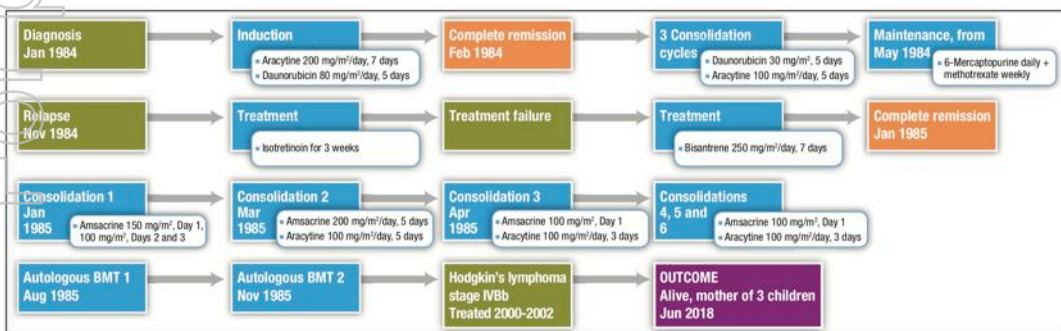 Diagnosis
Jan 1984
Induction
▪ Aracytine 200 mg/m²/day, 7 days
▪ Daunorubicin 80 mg/m²/day, 5 days
Complete remission
Feb 1984
3 Consolidation
cycles
▪ Daunorubicin 30 mg/m², 5 days
▪ Aracytine 100 mg/m²/day, 5 days
Maintenance, from
May 1984
▪ 6-Mercaptopurine daily +
methotrexate weekly
Relapse
Nov 1984
Treatment
▪ Isotretinoin for 3 weeks
Treatment failure
Treatment
▪ Bisantrene 250 mg/m²/day, 7 days
Complete remission
Jan 1985
Consolidation 1
Jan
1985
▪ Amsacrine 150 mg/m², Day 1,
100 mg/m², Days 2 and 3
Consolidation 2
Mar
1985
▪ Amsacrine 200 mg/m²/day, 5 days
▪ Aracytine 100 mg/m²/day, 5 days
Consolidation 3
Apr
1985
▪ Amsacrine 100 mg/m², Day 1
▪ Aracytine 100 mg/m²/day, 3 days
Consolidations
4, 5 and
6
▪ Amsacrine 100 mg/m², Day 1
▪ Aracytine 100 mg/m²/day, 3 days
Autologous BMT 1
Aug 1985
Autologous BMT 2
Nov 1985
Hodgkin's lymphoma
stage IVBb
Treated 2000-2002
OUTCOME
Alive, mother of 3 children
Jun 2018